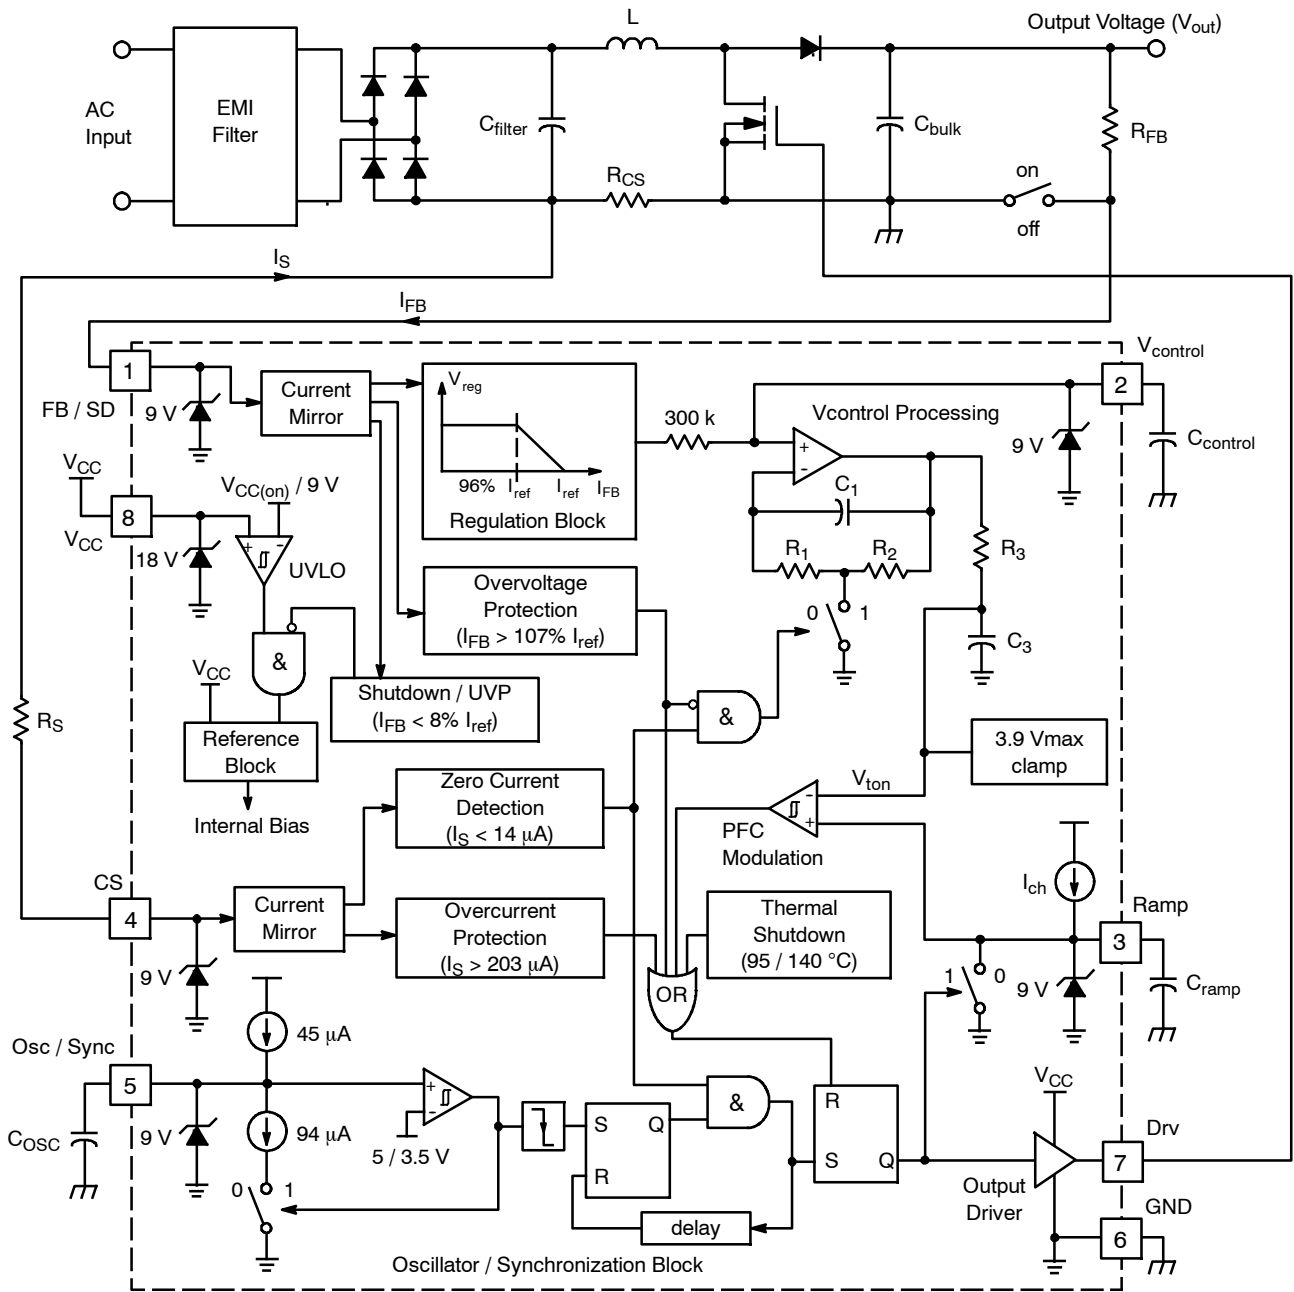 L
Output Voltage (Vout)
AC
Input
EMI
Filter
Cfilter
Cbulk
RFB
RCS
on
off
IS
IFB
Vcontrol
1
FB / SD
9 V
Current
Mirror
Vreg
96% Iref
Iref
IFB
Regulation Block
300 k
Vcontrol Processing
+
-
2
9 V
Ccontrol
C1
R1
R2
R3
0
1
C3
VCC
8
VCC
VCC(on) / 9 V
18 V
+
-
UVLO
&
Overvoltage
Protection
(IFB > 107% Iref)
Shutdown / UVP
(IFB < 8% Iref)
VCC
Reference
Block
Internal Bias
RS
&
3.9 Vmax
clamp
Vton
-
+
PFC
Modulation
Zero Current
Detection
(IS < 14 µA)
CS
4
9 V
Current
Mirror
Overcurrent
Protection
(IS > 203 µA)
Thermal
Shutdown
(95 / 140 °C)
OR
Ich
Ramp
3
1
0
9 V
Cramp
Osc / Sync
5
COSC
9 V
45 µA
94 µA
0
1
+
-
5 / 3.5 V
S
Q
R
&
delay
R
S
Q
VCC
Output
Driver
Drv
7
GND
6
Oscillator / Synchronization Block